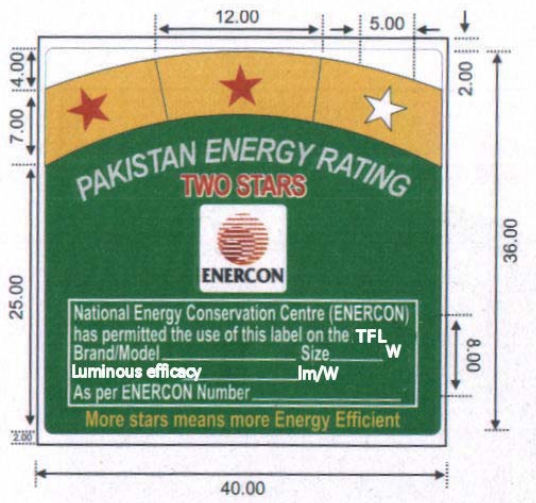 12.00
5.00
4.00
2.00
7.00
PAKISTAN ENERGY RATING
TWO STARS
ENERCON
36.00
25.00
National Energy Conservation Centre (ENERCON)
has permitted the use of this label on the TFL
Brand/Model Size W
Luminous efficacy lm/W
As per ENERCON Number
8.00
More stars means more Energy Efficient
2.00
40.00